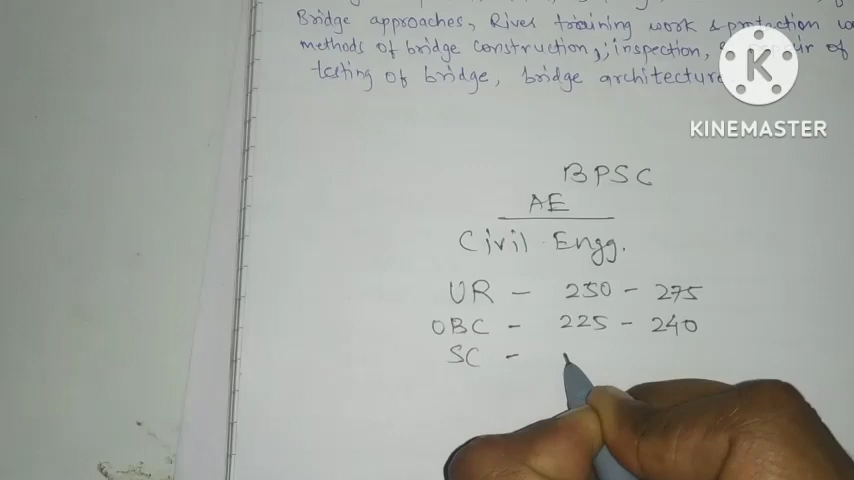 Bridge approaches, River training work & protection
methods of bridge construction, inspection, of
testing of bridge, bridge architecture
K
KINEMASTER
BPSC
AE
Civil Engg.
UR - 250 - 275
OBC - 225 - 240
SC -